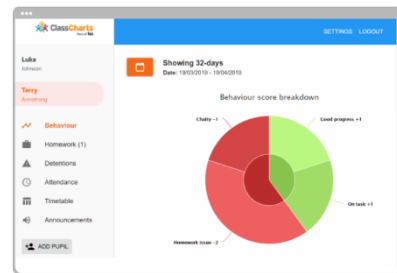 ClassCharts
SETTINGS LOGOUT
Luke
Johnson
Terry
Armstrong
Behaviour
Homework (1)
Detentions
Attendance
Timetable
Announcements
ADD PUPIL
Showing 32-days
Date: 19/03/2019 - 19/04/2019
Behaviour score breakdown
Chatty -1
Good progress +1
On task +1
Homework issue -2